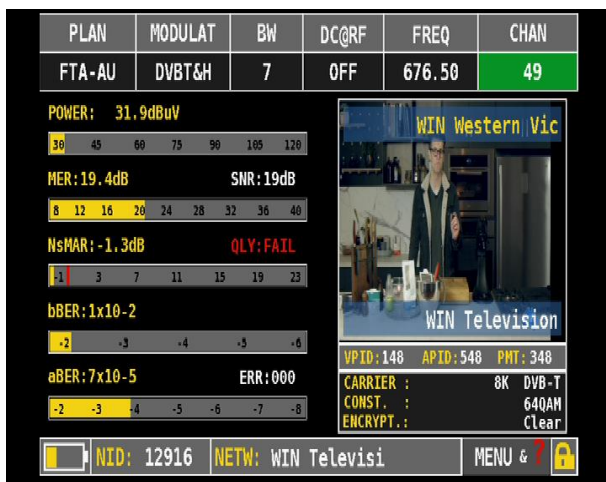 PLAN MODULAT BW DC@RF FREQ CHAN
FTA-AU DVBT&H 7 OFF 676.50 49
POWER: 31.9dBuV
30 45 60 75 90 105 120
MER:19.4dB SNR:19dB
8 12 16 20 24 28 32 36 40
NsMAR:-1.3dB QLY:FAIL
-1 3 7 11 15 19 23
bBER:1x10-2
-2 -3 -4 -5 -6
aBER:7x10-5 ERR:000
-2 -3 -4 -5 -6 -7 -8
WIN Western Vic
WIN Television
VPID:148 APID:548 PMT:348
CARRIER : 8K DVB-T
CONST. : 64QAM
ENCRYPT.: Clear
NID: 12916 NETW: WIN Televisi MENU & ?